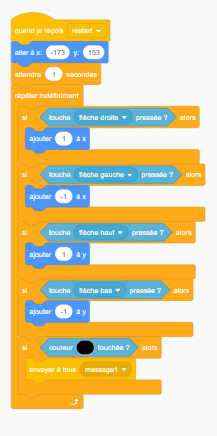 quand je reçois restart
aller à x: -173 y: 153
attendre 1 secondes
répéter indéfiniment
si touche flèche droite pressée ? alors
ajouter 1 à x
si touche flèche gauche pressée ? alors
ajouter -1 à x
si touche flèche haut pressée ? alors
ajouter 1 à y
si touche flèche bas pressée ? alors
ajouter -1 à y
si couleur touchée ? alors
envoyer à tous message1